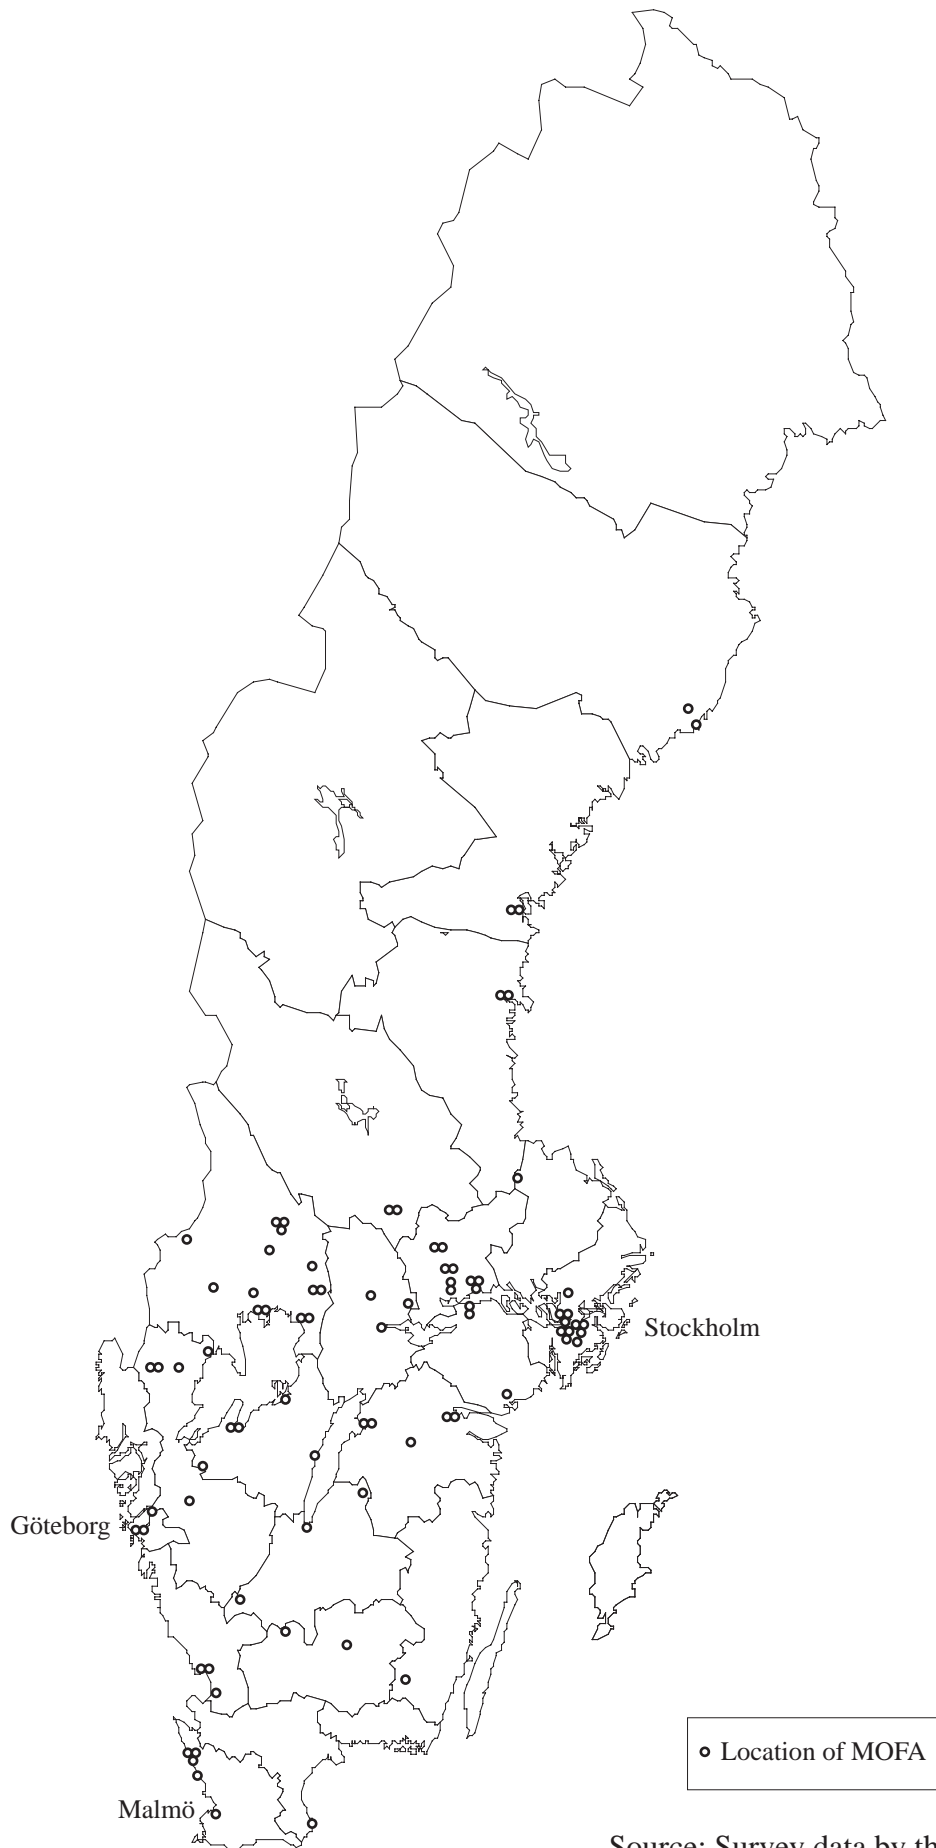 Stockholm
Göteborg
Location of MOFA
Malmö
Source: Survey data by th